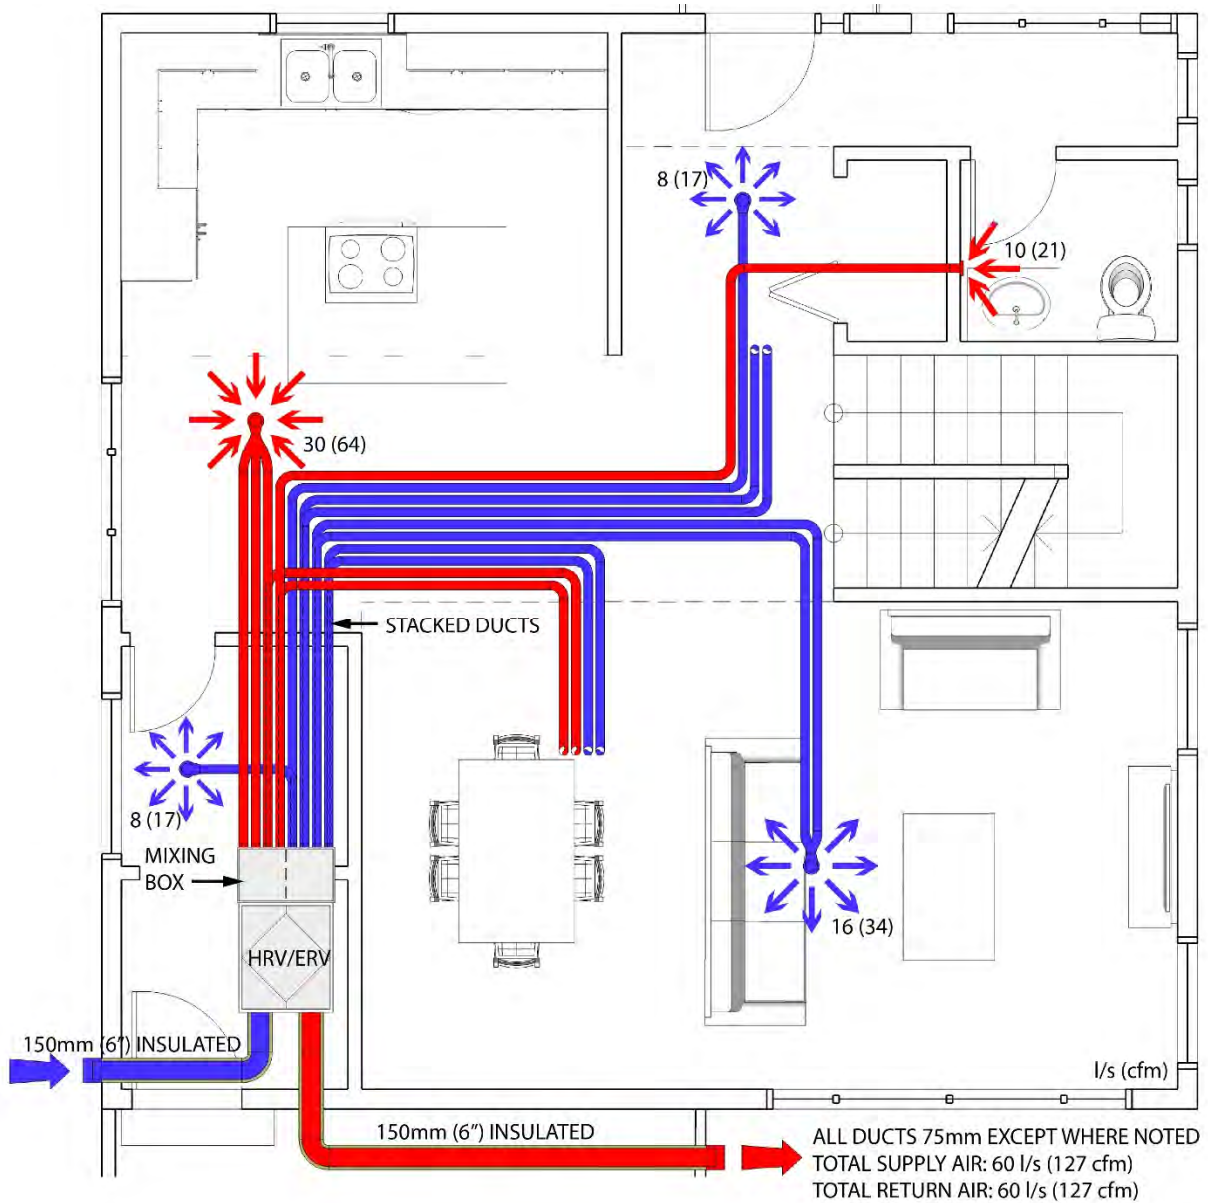 8 (17)
10 (21)
30 (64)
STACKED DUCTS
8 (17)
MIXING
BOX
16 (34)
HRV/ERV
150mm (6”) INSULATED
l/s (cfm)
150mm (6”) INSULATED
ALL DUCTS 75mm EXCEPT WHERE NOTED
TOTAL SUPPLY AIR: 60 l/s (127 cfm)
TOTAL RETURN AIR: 60 l/s (127 cfm)